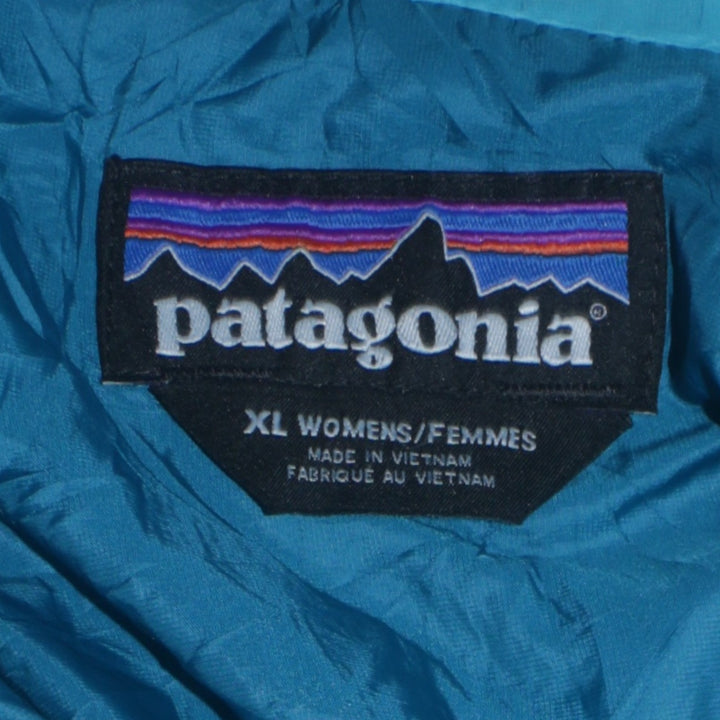 patagonia®
XL WOMENS/FEMMES
MADE IN VIETNAM
FABRIQUÉ AU VIETNAM